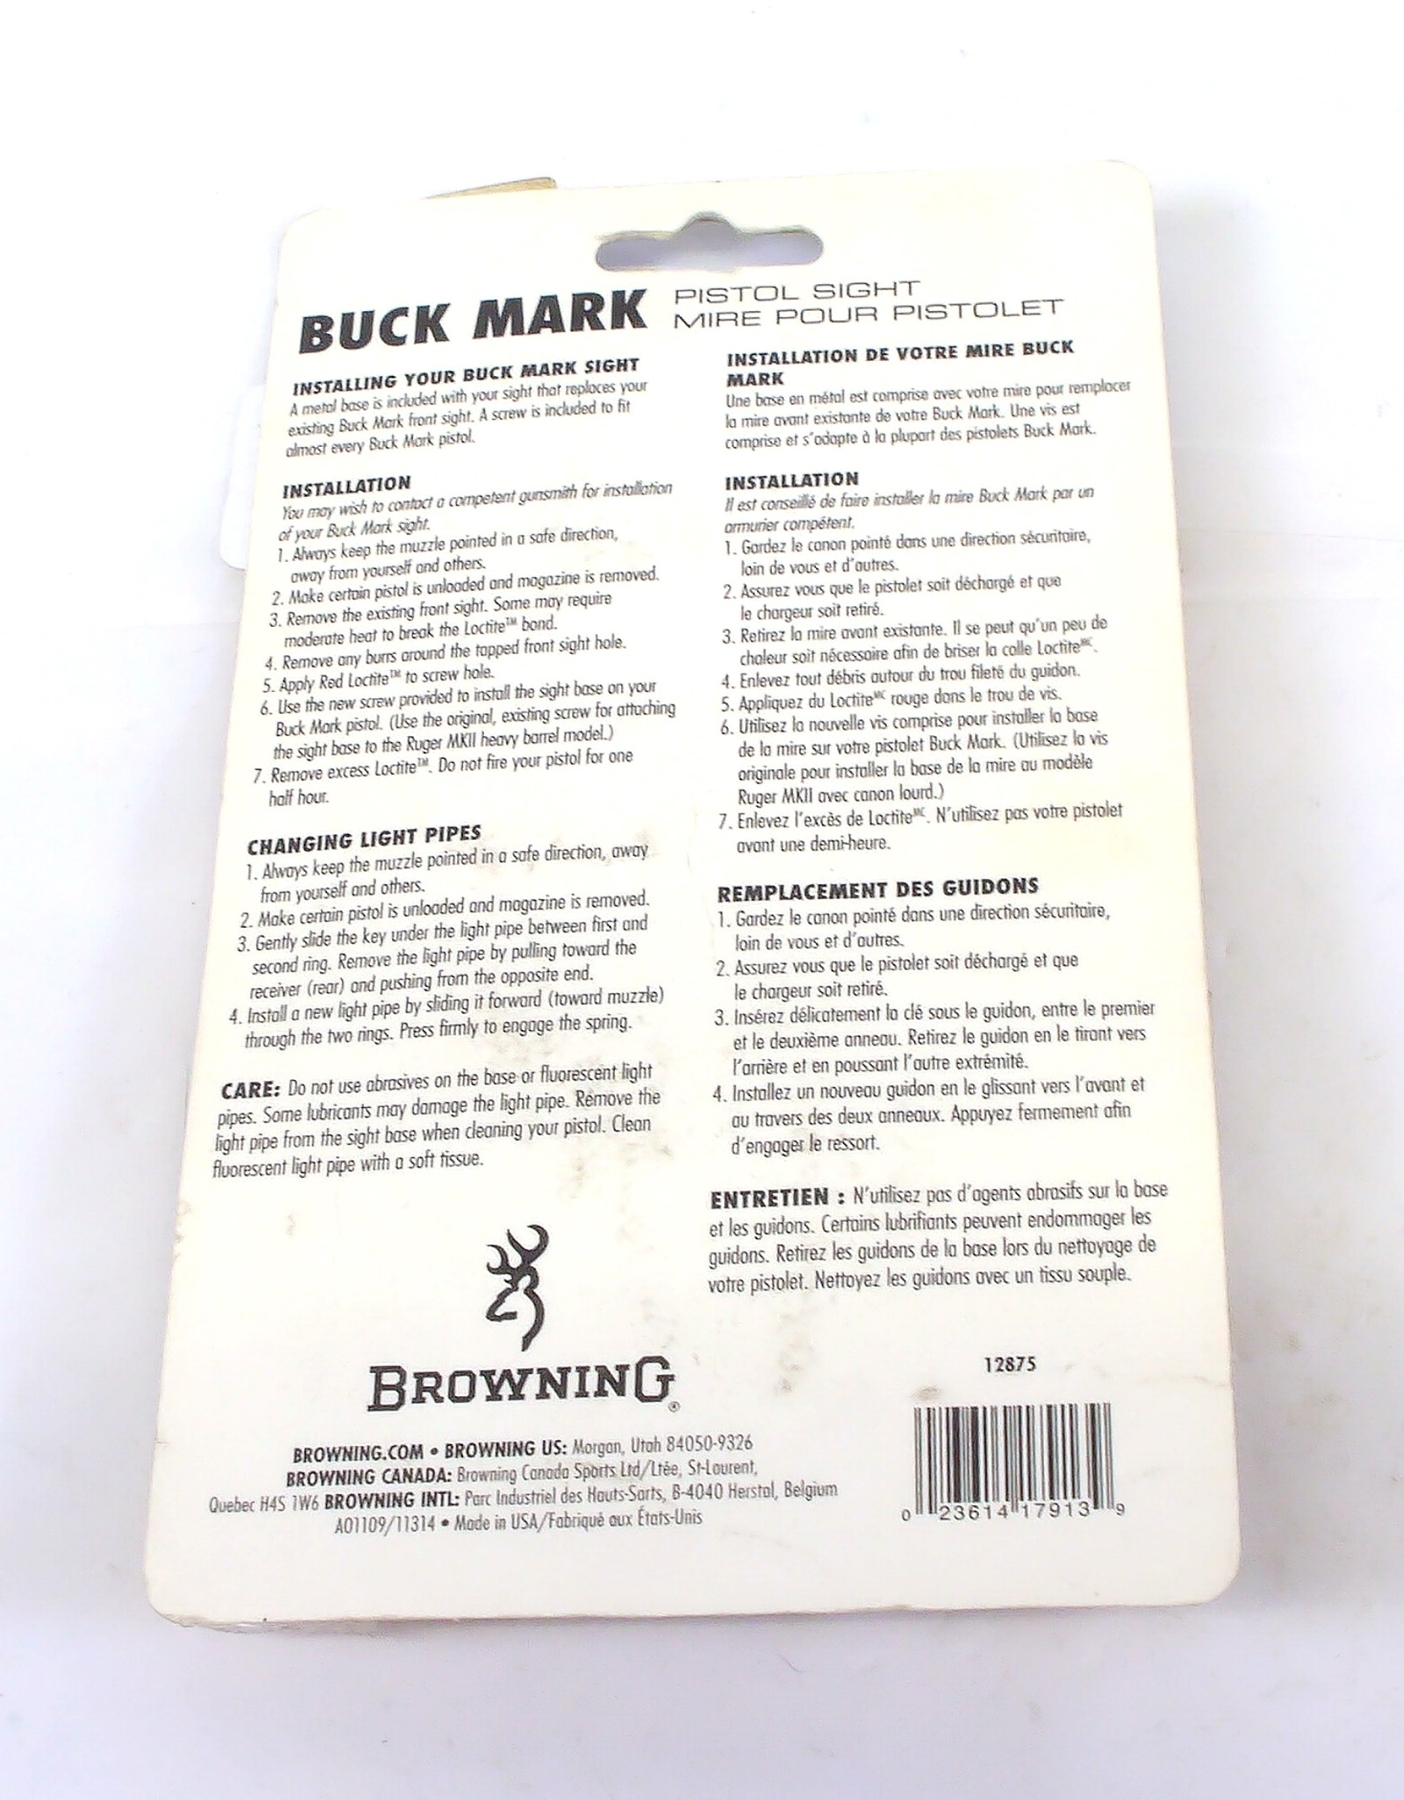 BUCK MARK
PISTOL SIGHT
MIRE POUR PISTOLET
INSTALLING YOUR BUCK MARK SIGHT
A metal base is included with your sight that replaces your
existing Buck Mark front sight. A screw is included to fit
almost every Buck Mark pistol.
INSTALLATION
You may wish to contact a competent gunsmith for installation
of your Buck Mark sight.
1. Always keep the muzzle pointed in a safe direction,
away from yourself and others.
2. Make certain pistol is unloaded and magazine is removed.
3. Remove the existing front sight. Some may require
moderate heat to break the Loctite™ bond.
4. Remove any burrs around the tapped front sight hole.
5. Apply Red Loctite™ to screw hole.
6. Use the new screw provided to install the sight base on your
Buck Mark pistol. (Use the original, existing screw for attaching
the sight base to the Ruger MKII heavy barrel model.)
7. Remove excess Loctite™. Do not fire your pistol for one
half hour.
CHANGING LIGHT PIPES
1. Always keep the muzzle pointed in a safe direction, away
from yourself and others.
2. Make certain pistol is unloaded and magazine is removed.
3. Gently slide the key under the light pipe between first and
second ring. Remove the light pipe by pulling toward the
receiver (rear) and pushing from the opposite end.
4. Install a new light pipe by sliding it forward (toward muzzle)
through the two rings. Press firmly to engage the spring.
CARE: Do not use abrasives on the base or fluorescent light
pipes. Some lubricants may damage the light pipe. Remove the
light pipe from the sight base when cleaning your pistol. Clean
fluorescent light pipe with a soft tissue.
INSTALLATION DE VOTRE MIRE BUCK
MARK
Une base en métal est comprise avec votre mire pour remplacer
la mire avant existante de votre Buck Mark. Une vis est
comprise et s'adapte à la plupart des pistolets Buck Mark.
INSTALLATION
Il est conseillé de faire installer la mire Buck Mark par un
armurier compétent.
1. Gardez le canon pointé dans une direction sécuritaire,
loin de vous et d'autres.
2. Assurez vous que le pistolet soit déchargé et que
le chargeur soit retiré.
3. Retirez la mire avant existante. Il se peut qu'un peu de
chaleur soit nécessaire afin de briser la colle Loctite MC.
4. Enlevez tout débris autour du trou fileté du guidon.
5. Appliquez du Loctite MC rouge dans le trou de vis.
6. Utilisez la nouvelle vis comprise pour installer la base
de la mire sur votre pistolet Buck Mark. (Utilisez la vis
originale pour installer la base de la mire au modèle
Ruger MKII avec canon lourd.)
7. Enlevez l'excès de Loctite MC. N'utilisez pas votre pistolet
avant une demi-heure.
REMPLACEMENT DES GUIDONS
1. Gardez le canon pointé dans une direction sécuritaire,
loin de vous et d'autres.
2. Assurez vous que le pistolet soit déchargé et que
le chargeur soit retiré.
3. Insérez délicatement la clé sous le guidon, entre le premier
et le deuxième anneau. Retirez le guidon en le tirant vers
l'arrière et en poussant l'autre extrémité.
4. Installez un nouveau guidon en le glissant vers l'avant et
au travers des deux anneaux. Appuyez fermement afin
d'engager le ressort.
ENTRETIEN : N'utilisez pas d'agents abrasifs sur la base
et les guidons. Certains lubrifiants peuvent endommager les
guidons. Retirez les guidons de la base lors du nettoyage de
votre pistolet. Nettoyez les guidons avec un tissu souple.
BROWNING®
BROWNING.COM • BROWNING US: Morgan, Utah 84050-9326
BROWNING CANADA: Browning Canada Sports Ltd/Ltée, St-Laurent,
Quebec H4S 1W6 BROWNING INTL: Parc Industriel des Hauts-Sarts, B-4040 Herstal, Belgium
A01109/11314 • Made in USA/Fabriqué aux États-Unis
12875
0 23614 17913 9